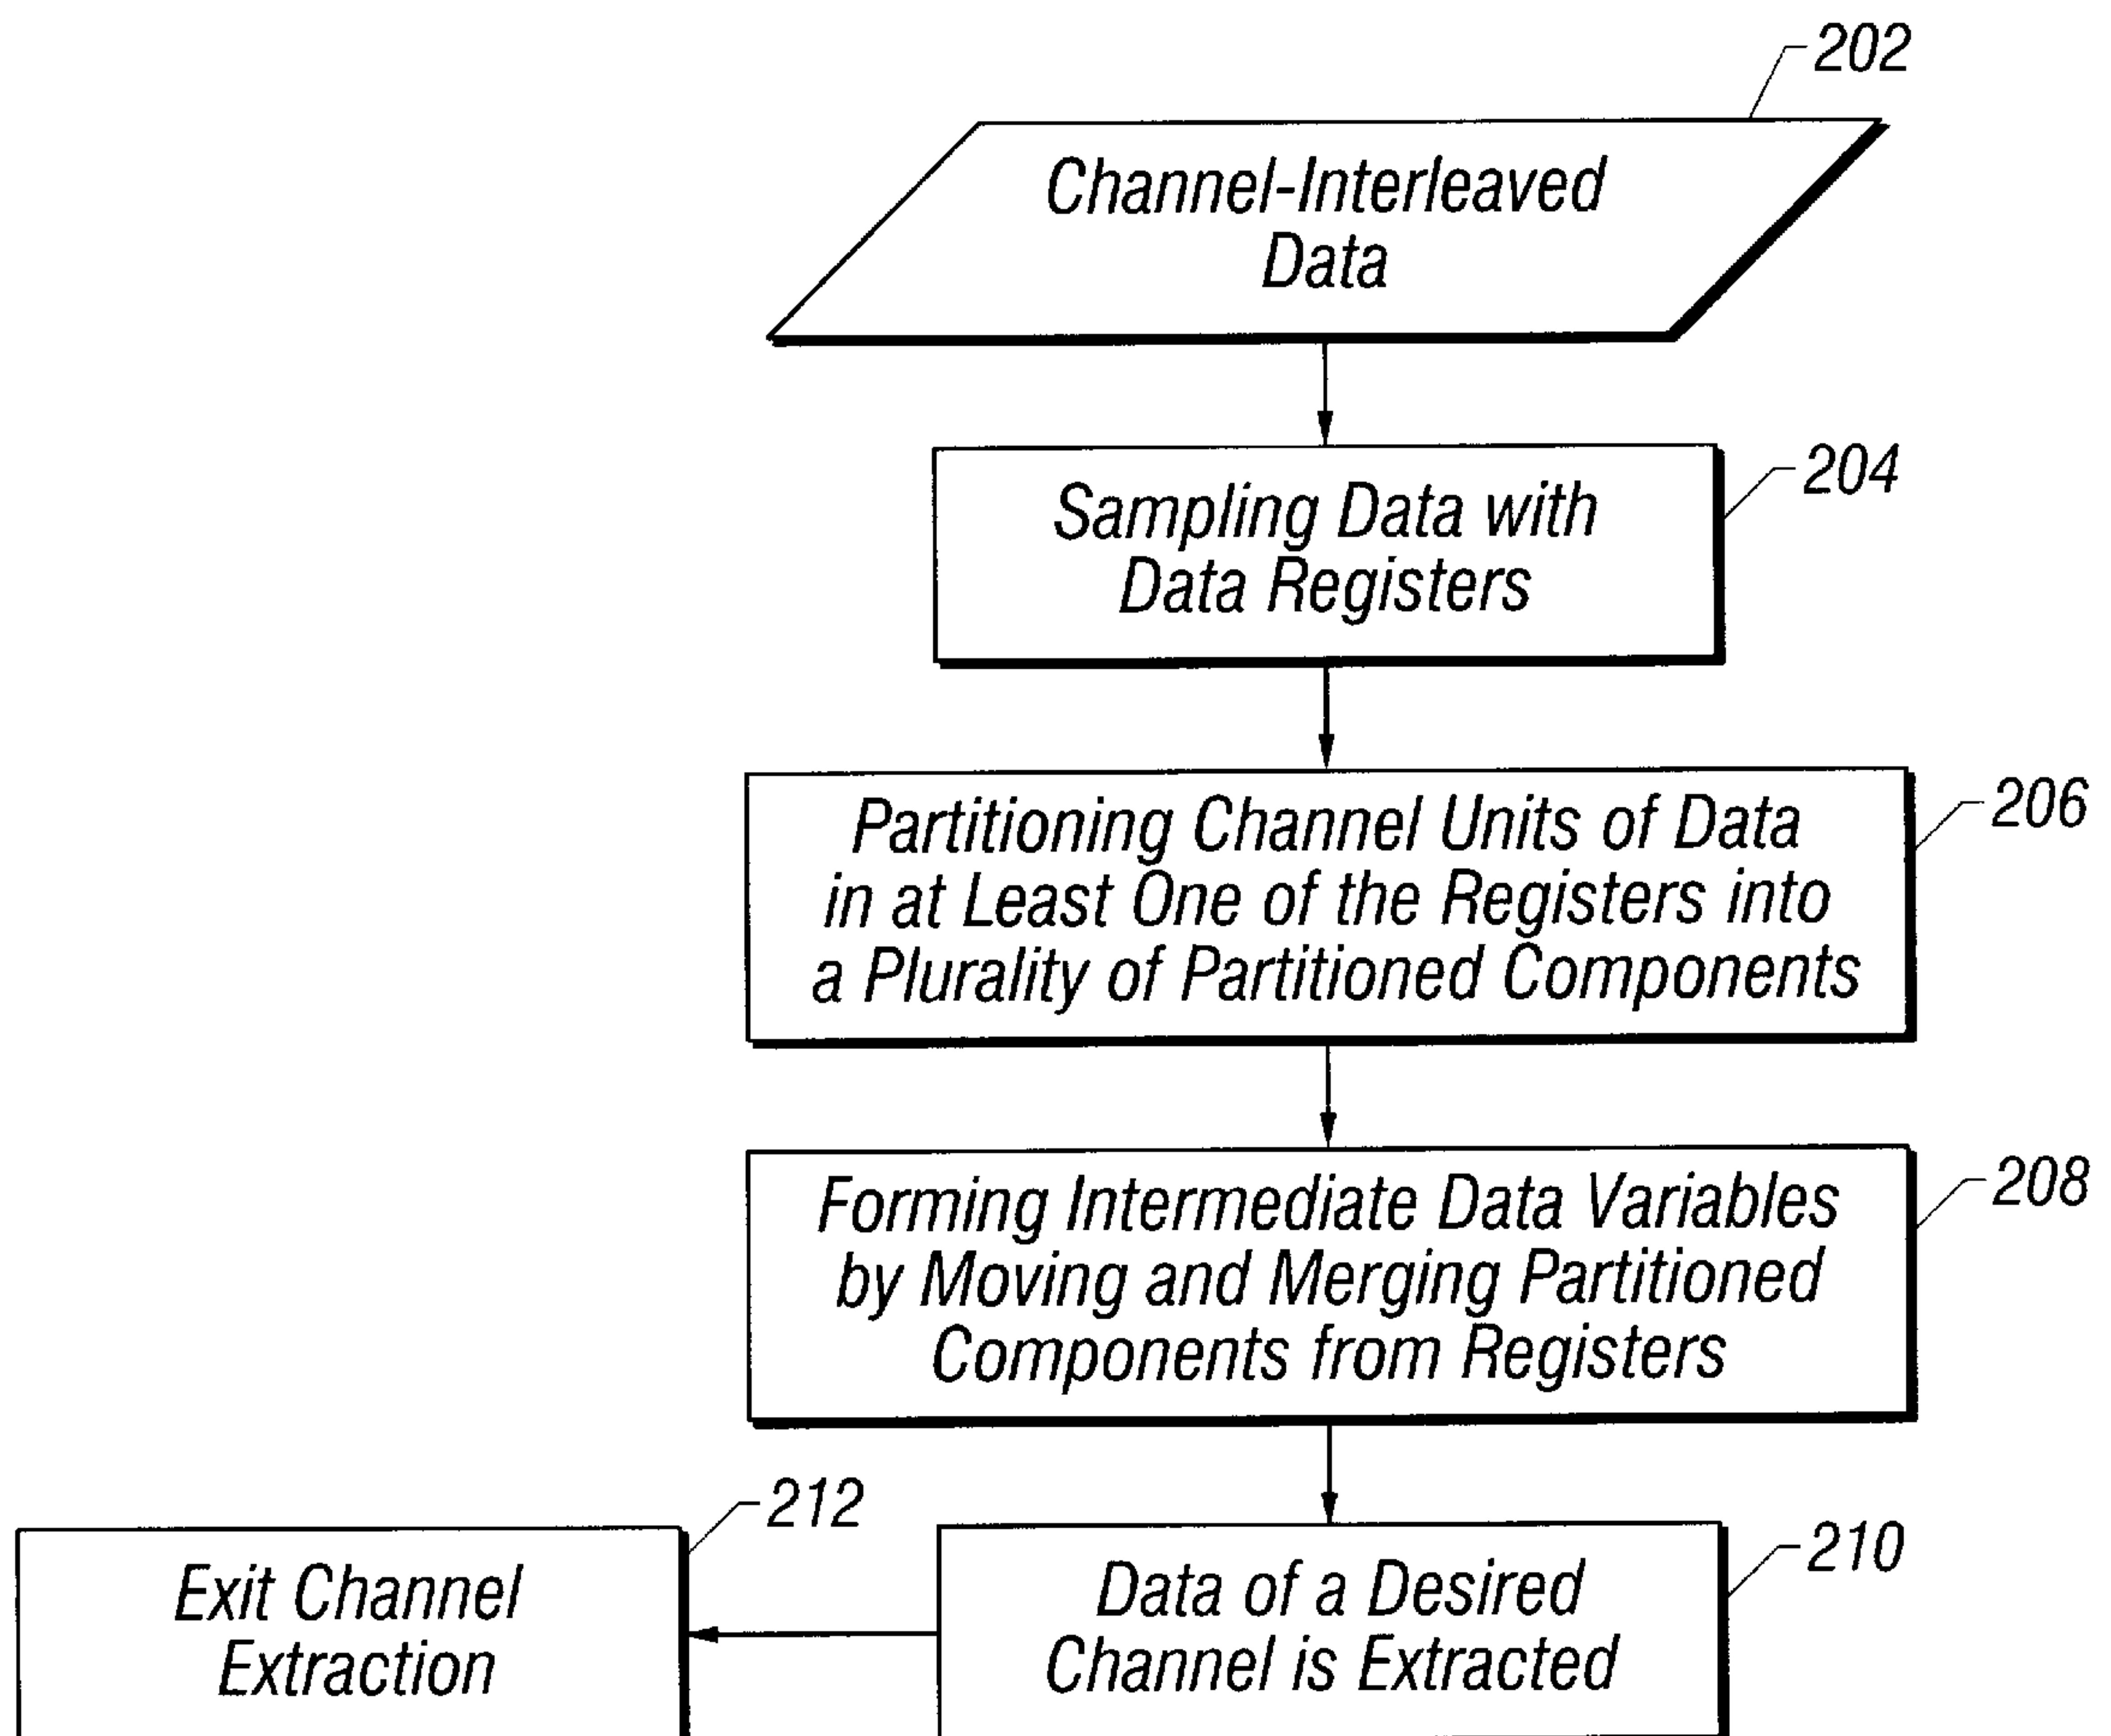 202
Channel-Interleaved
Data
204
Sampling Data with
Data Registers
206
Partitioning Channel Units of Data
in at Least One of the Registers into
a Plurality of Partitioned Components
208
Forming Intermediate Data Variables
by Moving and Merging Partitioned
Components from Registers
212
Exit Channel
Extraction
210
Data of a Desired
Channel is Extracted